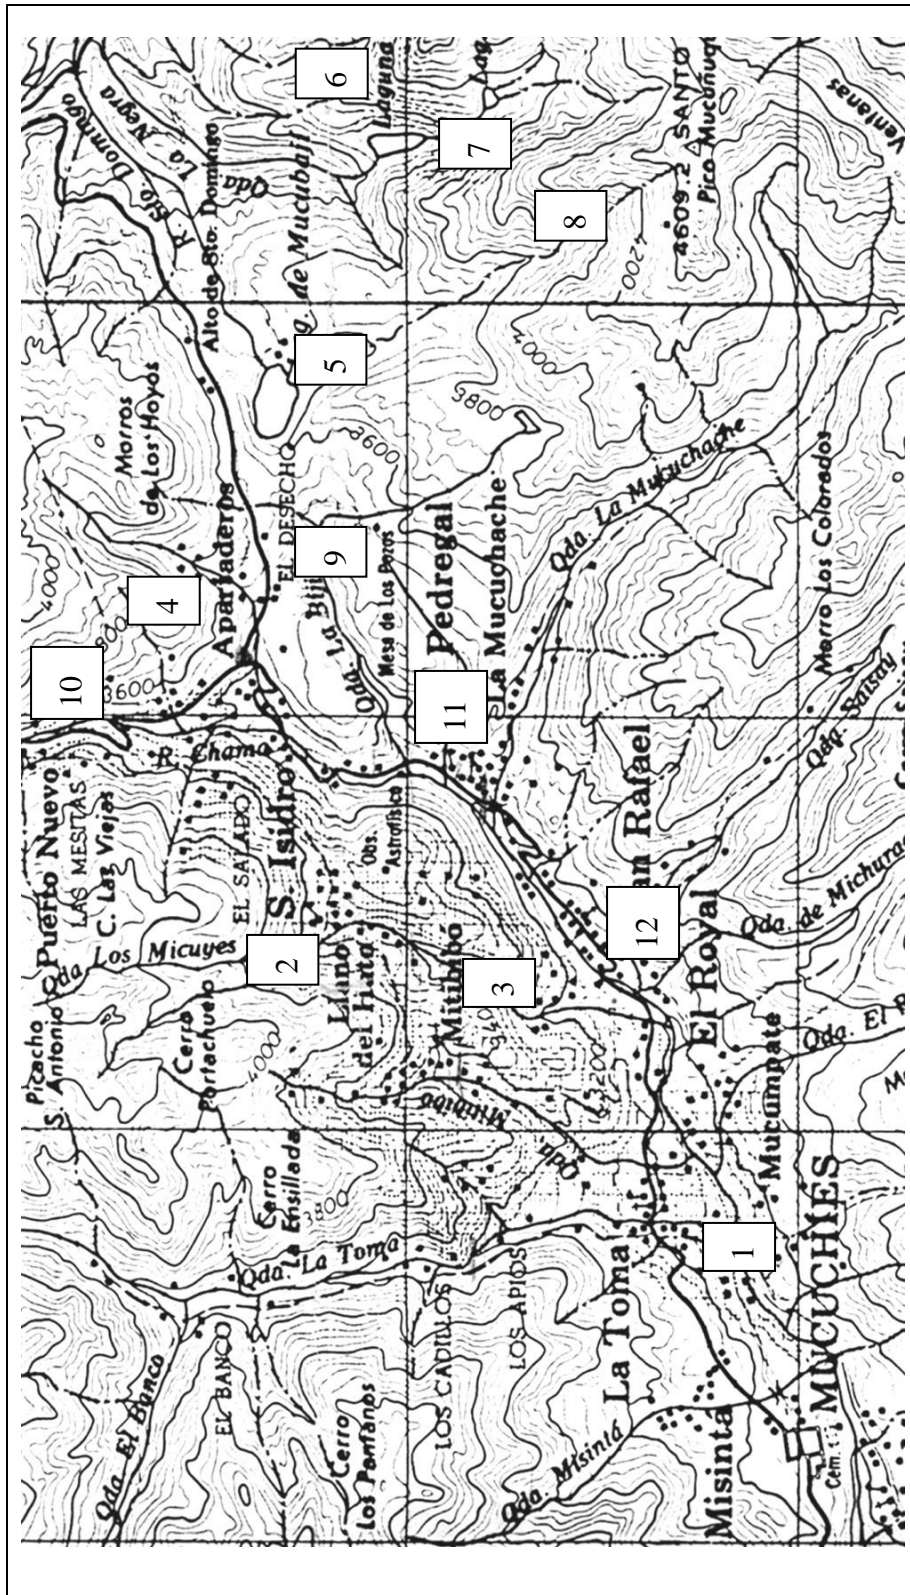 Picacho
S. Antonio
Puerto Nuevo
LAS MESITAS
C. Las Viejas
10
R. Sto. Domingo
Qda La Negra
Qda El Banco
Qda Los Micuyes
Cerro
Portachuelo
R. Chama
3600
4000
4
Morros
de Los Hoyos
Alto de Sto. Domingo
EL BANCO
Qda La Toma
EL SALADO
Apartaderos
Cerro
La Ensillada
3800
4000
2
S. Isidro
EL DESECHO
Lag. de Mucubají
6
Cerro
Los Pantanos
Llano
del Hato
Obs.
Astrofísico
Qda. La
9
Mesa de Los Pozos
3600
5
Laguna
LOS CADILLOS
Mitibibó
Qda
Mitibibó
11
Pedregal
La Mucuchache
3800
7
LOS APIOS
3
3200
Qda La Mucuchache
4000
8
Qda. Misintá
La Toma
12
San Rafael
4200
4609.2 SANTO
Pico Mucuñuque
Misintá
1
El Royal
Qda de Michurao
Mucumpate
Qda. Saisay
Morro Los Colorados
Ventanas
MUCUCHIES
Cem.
Qda. El